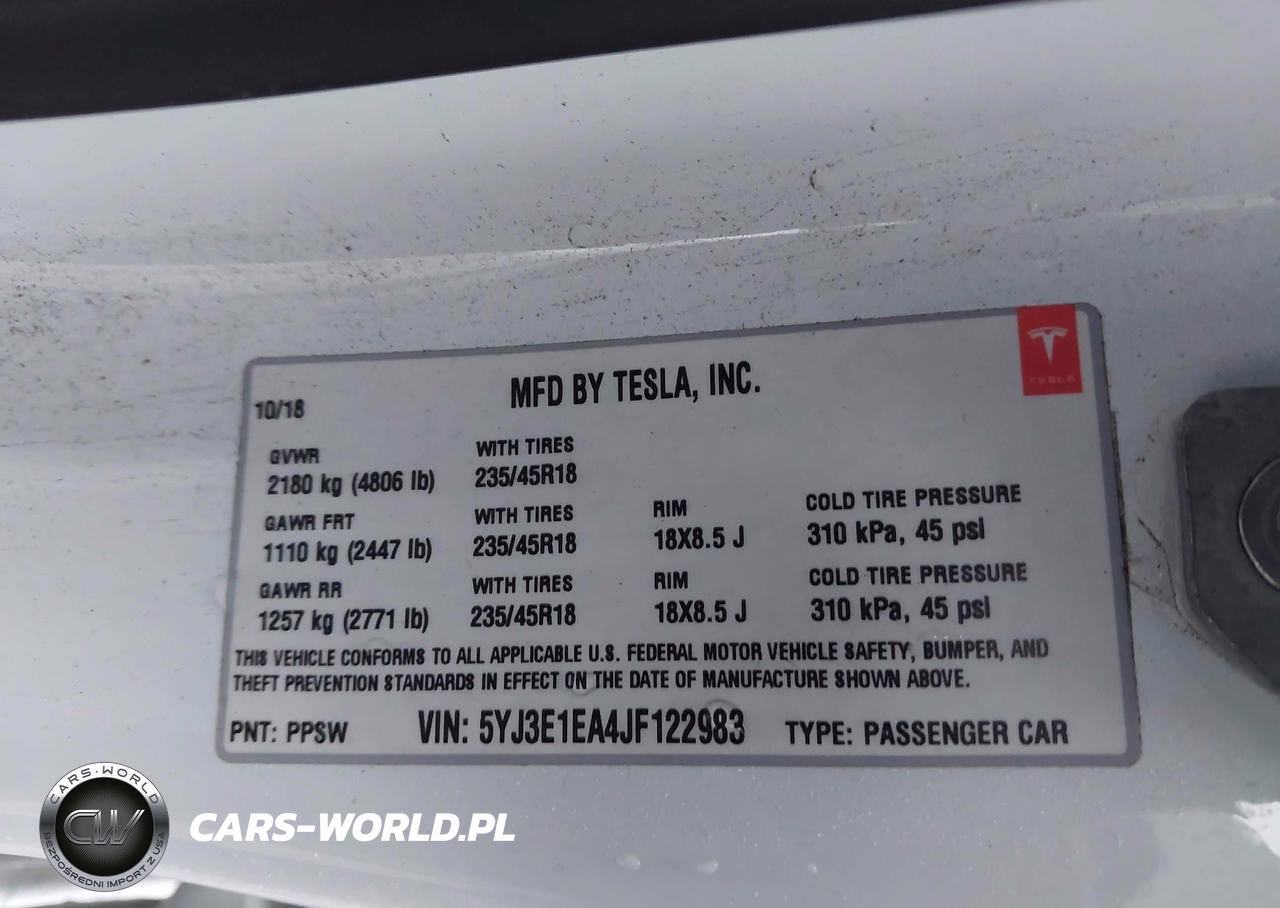 TESLA
MFD BY TESLA, INC.
10/18
GVWR WITH TIRES
2180 kg (4806 lb) 235/45R18
GAWR FRT WITH TIRES RIM COLD TIRE PRESSURE
1110 kg (2447 lb) 235/45R18 18X8.5 J 310 kPa, 45 psi
GAWR RR WITH TIRES RIM COLD TIRE PRESSURE
1257 kg (2771 lb) 235/45R18 18X8.5 J 310 kPa, 45 psi
THIS VEHICLE CONFORMS TO ALL APPLICABLE U.S. FEDERAL MOTOR VEHICLE SAFETY, BUMPER, AND
THEFT PREVENTION STANDARDS IN EFFECT ON THE DATE OF MANUFACTURE SHOWN ABOVE.
PNT: PPSW VIN: 5YJ3E1EA4JF122983 TYPE: PASSENGER CAR
CARS-WORLD
CW
BEZPOŚREDNI IMPORT Z USA
CARS-WORLD.PL